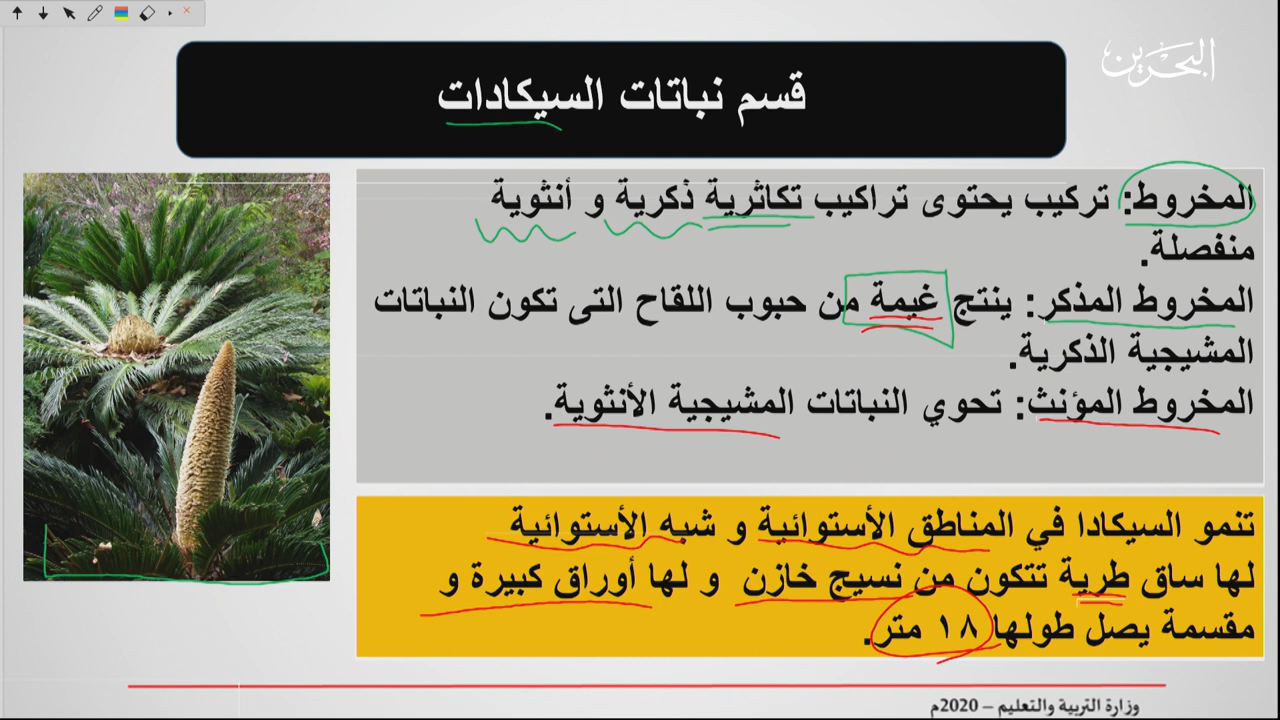 البحرين
قسم نباتات السيكادات
المخروط: تركيب يحتوى تراكيب تكاثرية ذكرية و أنثوية
منفصلة.
المخروط المذكر: ينتج غيمة من حبوب اللقاح التى تكون النباتات
المشيجية الذكرية.
المخروط المؤنث: تحوي النباتات المشيجية الأنثوية.
تنمو السيكادا في المناطق الأستوائية و شبه الأستوائية
لها ساق طرية تتكون من نسيج خازن و لها أوراق كبيرة و
مقسمة يصل طولها ١٨ متر.
وزارة التربية والتعليم – 2020م